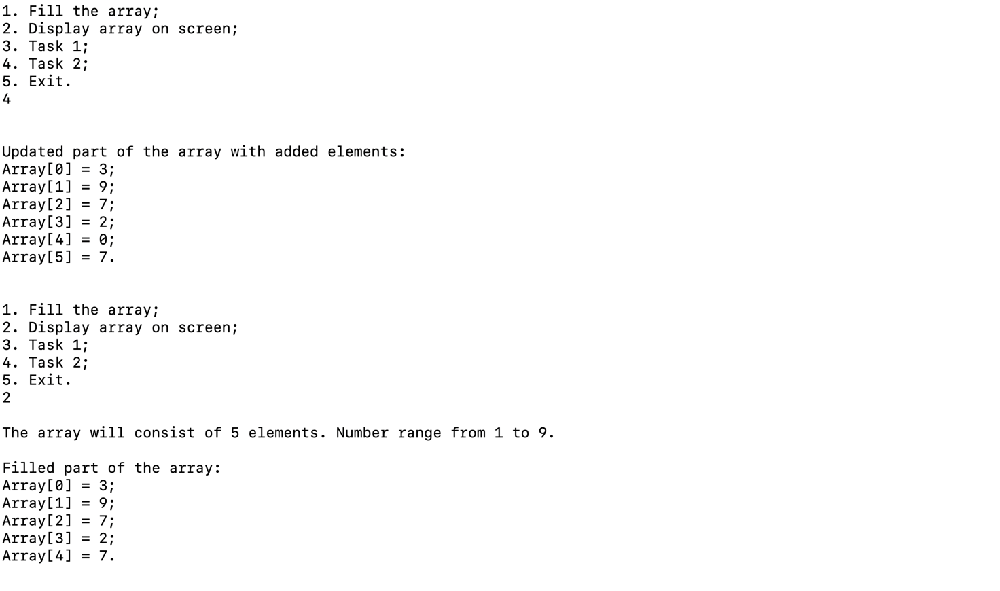 1. Fill the array;
2. Display array on screen;
3. Task 1;
4. Task 2;
5. Exit.
4
Updated part of the array with added elements:
Array[0] = 3;
Array[1] = 9;
Array[2] = 7;
Array[3] = 2;
Array[4] = 0;
Array[5] = 7.
1. Fill the array;
2. Display array on screen;
3. Task 1;
4. Task 2;
5. Exit.
2
The array will consist of 5 elements. Number range from 1 to 9.
Filled part of the array:
Array[0] = 3;
Array[1] = 9;
Array[2] = 7;
Array[3] = 2;
Array[4] = 7.